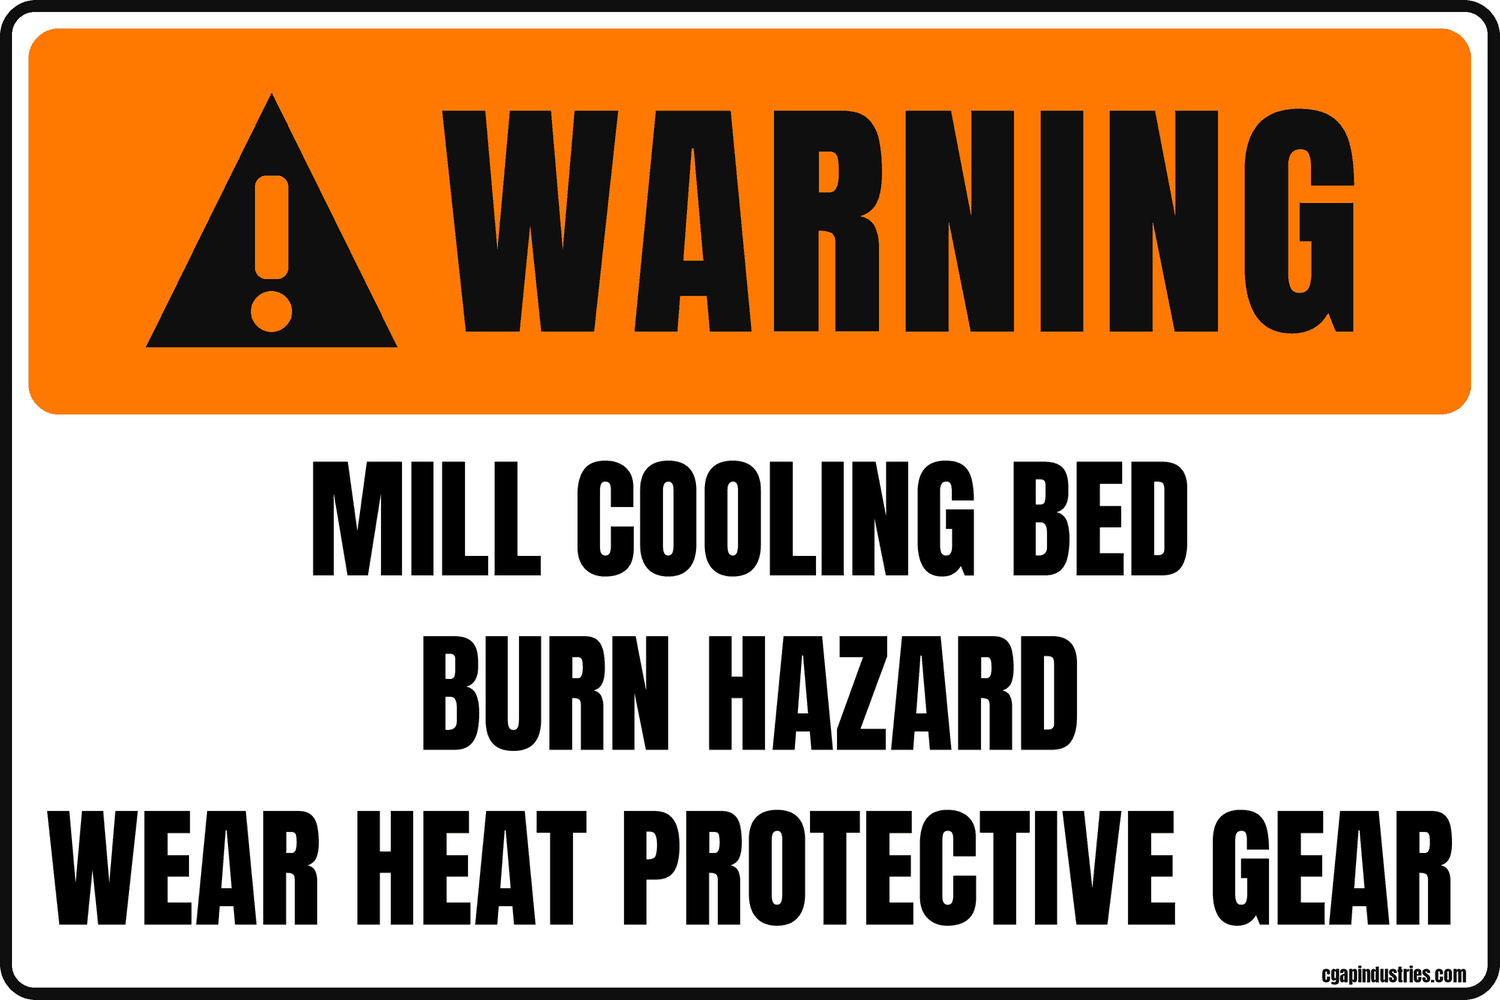 WARNING
MILL COOLING BED
BURN HAZARD
WEAR HEAT PROTECTIVE GEAR
cgapindustries.com